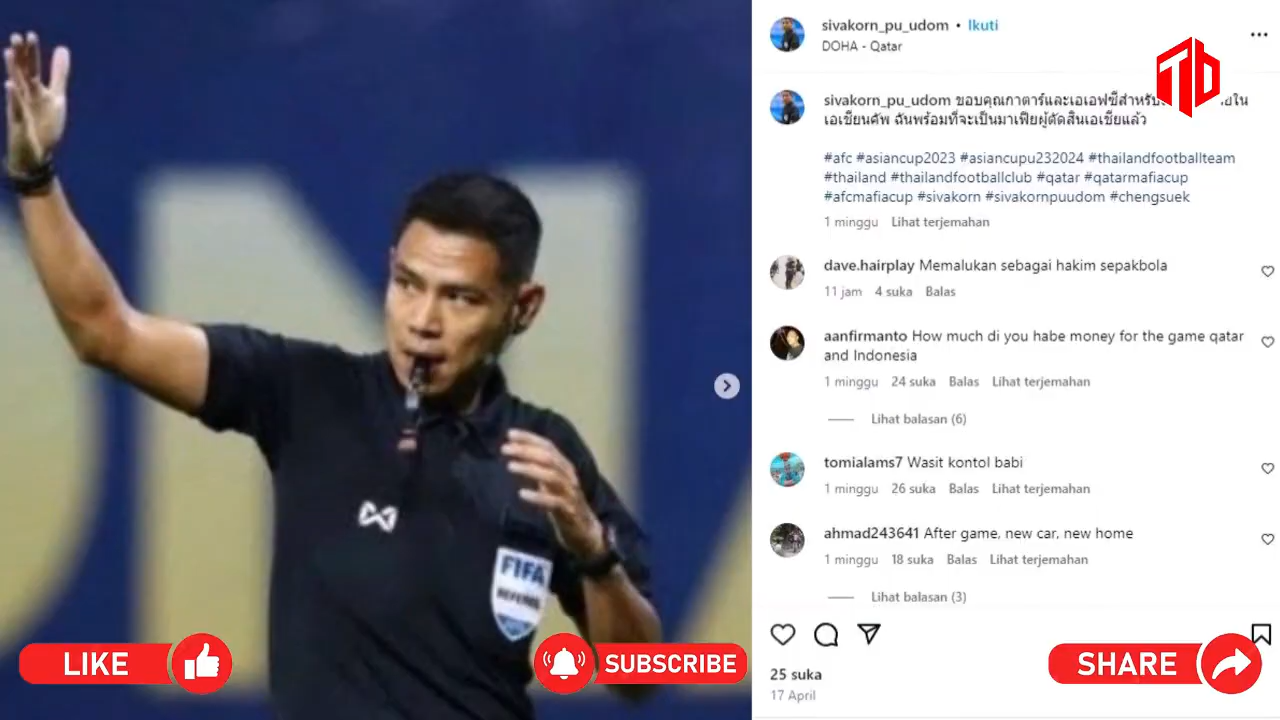 sivakorn_pu_udom • Ikuti
DOHA - Qatar
TD
sivakorn_pu_udom ขอบคุณกาตาร์และเอเอฟซีสำหรับ
เอเชียนคัพ ฉันพร้อมที่จะเป็นมาเฟียผู้ตัดสินเอเชียแล้ว
#afc #asiancup2023 #asiancupu232024 #thailandfootballteam
#thailand #thailandfootballclub #qatar #qatarmafiacup
#afcmafiacup #sivakorn #sivakornpuudom #chengsuek
1 minggu Lihat terjemahan
dave.hairplay Memalukan sebagai hakim sepakbola
11 jam 4 suka Balas
aanfirmanto How much di you habe money for the game qatar
and Indonesia
1 minggu 24 suka Balas Lihat terjemahan
Lihat balasan (6)
tomialams7 Wasit kontol babi
1 minggu 26 suka Balas Lihat terjemahan
ahmad243641 After game, new car, new home
1 minggu 18 suka Balas Lihat terjemahan
Lihat balasan (3)
25 suka
17 April
FIFA
REFEREE
LIKE
SUBSCRIBE
SHARE